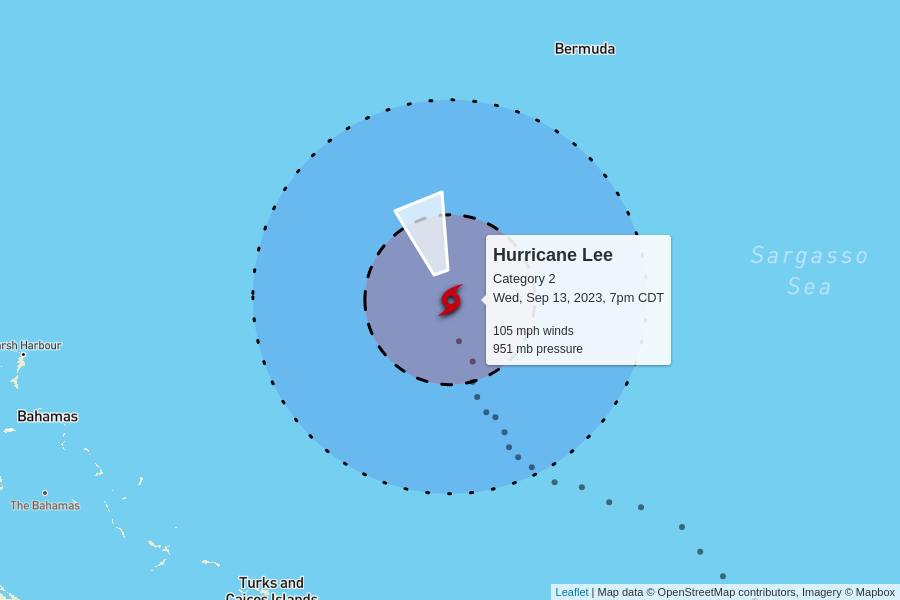 Bermuda
Hurricane Lee
Category 2
Wed, Sep 13, 2023, 7pm CDT
105 mph winds
951 mb pressure
Sargasso
Sea
rsh Harbour
Bahamas
The Bahamas
Turks and
Caicos Islands
Leaflet | Map data © OpenStreetMap contributors, Imagery © Mapbox